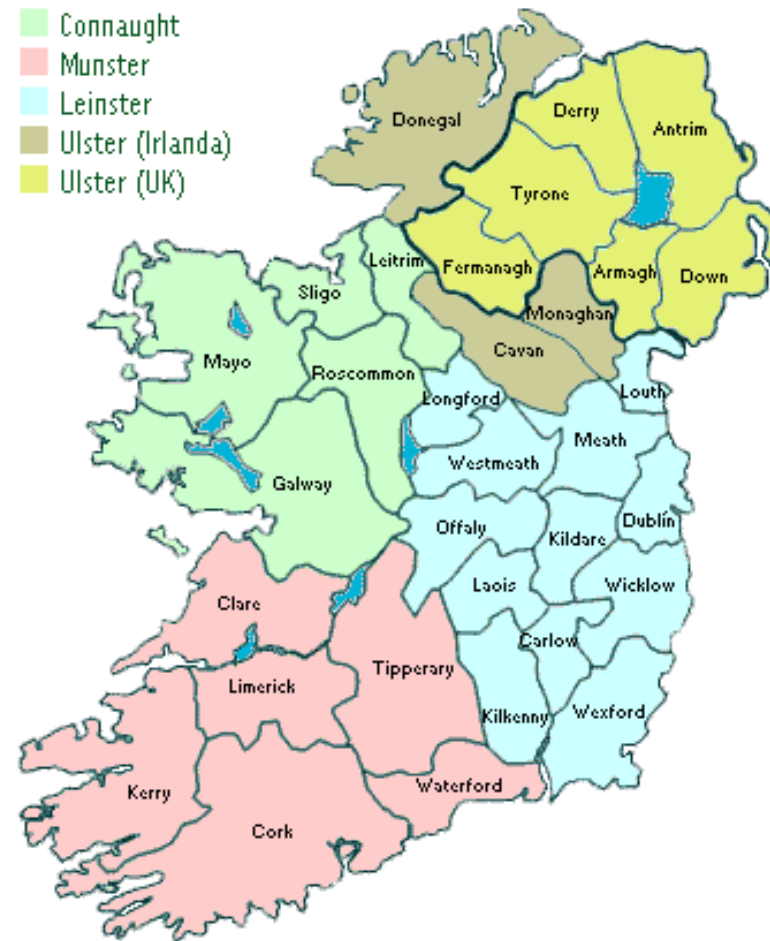 Connaught
Munster
Leinster
Ulster (Irlanda)
Ulster (UK)
Donegal
Derry
Antrim
Tyrone
Fermanagh
Armagh
Down
Leitrim
Sligo
Monaghan
Cavan
Mayo
Roscommon
Longford
Louth
Meath
Westmeath
Galway
Offaly
Kildare
Dublín
Laois
Wicklow
Clare
Carlow
Tipperary
Limerick
Kilkenny
Wexford
Waterford
Kerry
Cork